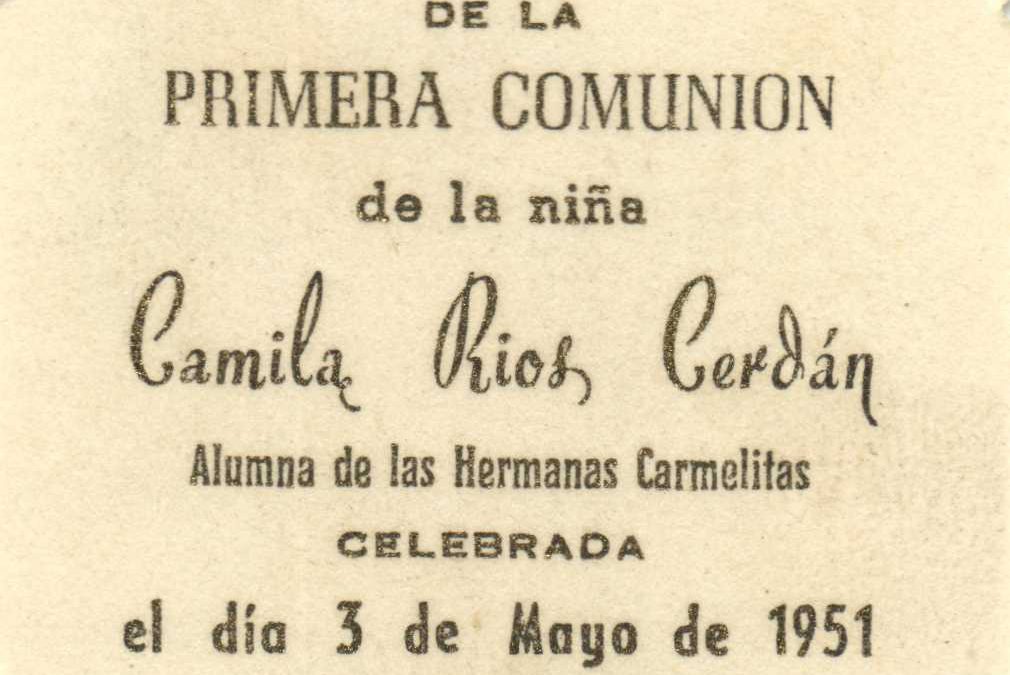 DE LA
PRIMERA COMUNION
de la niña
Camila Rios Cerdán
Alumna de las Hermanas Carmelitas
CELEBRADA
el día 3 de Mayo de 1951